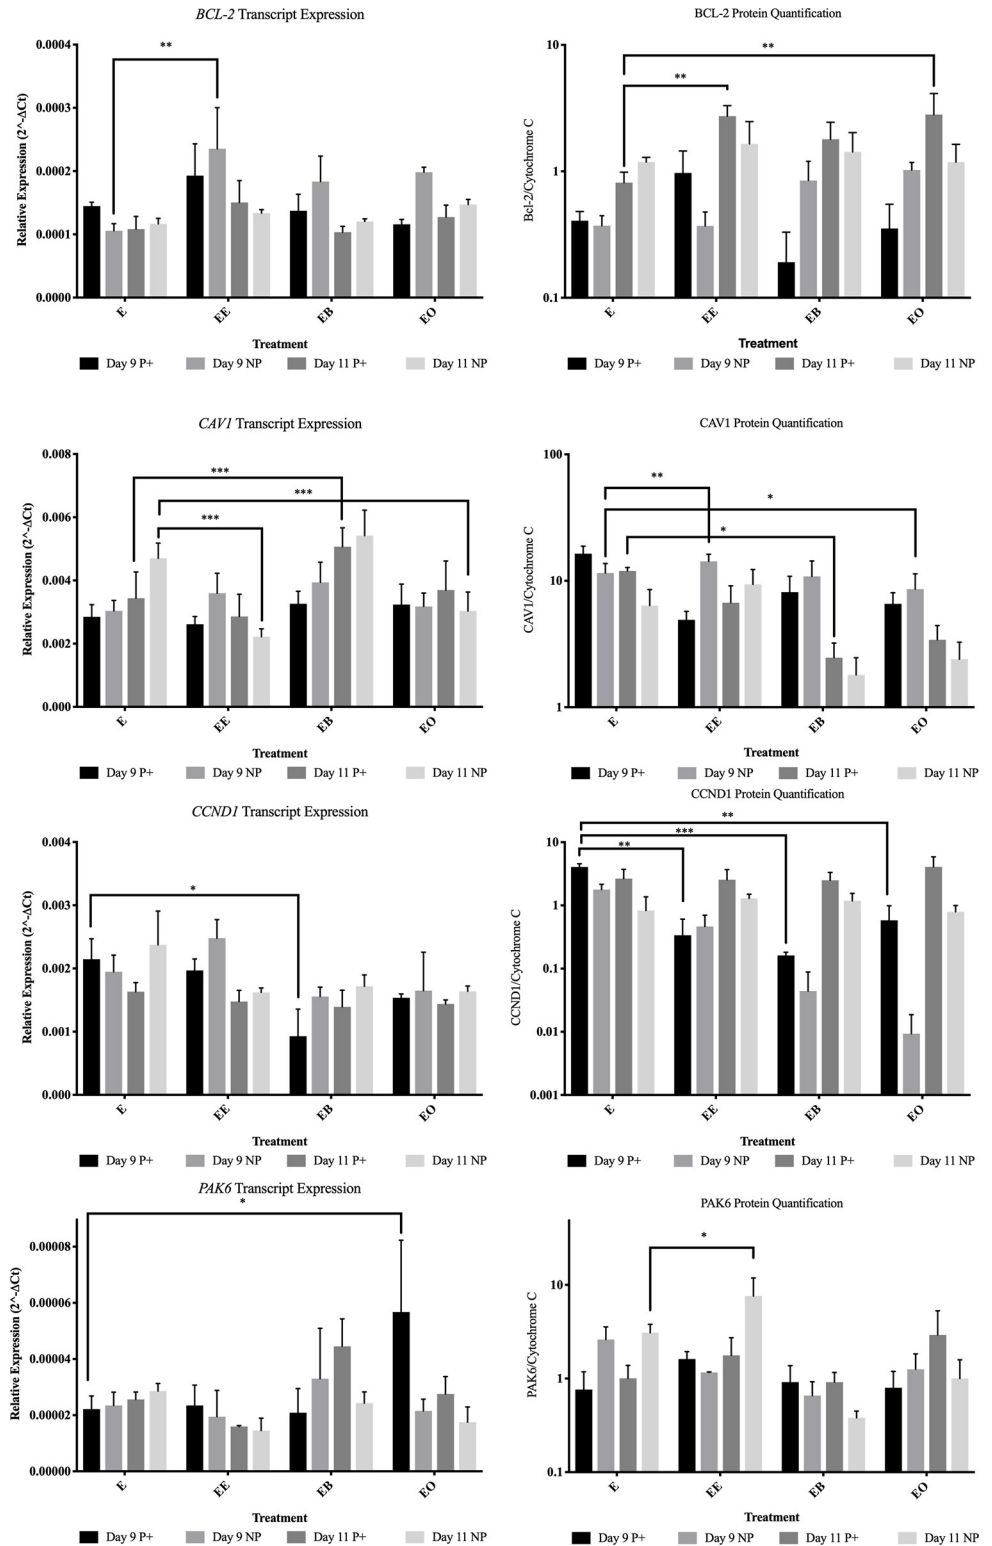 BCL-2 Transcript Expression
Relative Expression (2^-ΔCt)
0.0004
0.0003
0.0002
0.0001
0.0000
**
E
EE
EB
EO
Treatment
Day 9 P+ Day 9 NP Day 11 P+ Day 11 NP
BCL-2 Protein Quantification
Bcl-2/Cytochrome C
10
1
0.1
**
**
E
EE
EB
EO
Treatment
Day 9 P+ Day 9 NP Day 11 P+ Day 11 NP
CAV1 Transcript Expression
Relative Expression (2^-ΔCt)
0.008
0.006
0.004
0.002
0.000
***
***
***
E
EE
EB
EO
Treatment
Day 9 P+ Day 9 NP Day 11 P+ Day 11 NP
CAV1 Protein Quantification
CAV1/Cytochrome C
100
10
1
**
*
*
E
EE
EB
EO
Treatment
Day 9 P+ Day 9 NP Day 11 P+ Day 11 NP
CCND1 Transcript Expression
Relative Expression (2^-ΔCt)
0.004
0.003
0.002
0.001
0.000
*
E
EE
EB
EO
Treatment
Day 9 P+ Day 9 NP Day 11 P+ Day 11 NP
CCND1 Protein Quantification
CCND1/Cytochrome C
10
1
0.1
0.01
0.001
**
***
**
E
EE
EB
EO
Treatment
Day 9 P+ Day 9 NP Day 11 P+ Day 11 NP
PAK6 Transcript Expression
Relative Expression (2^-ΔCt)
0.00008
0.00006
0.00004
0.00002
0.00000
*
E
EE
EB
EO
Treatment
Day 9 P+ Day 9 NP Day 11 P+ Day 11 NP
PAK6 Protein Quantification
PAK6/Cytochrome C
10
1
0.1
*
E
EE
EB
EO
Treatment
Day 9 P+ Day 9 NP Day 11 P+ Day 11 NP